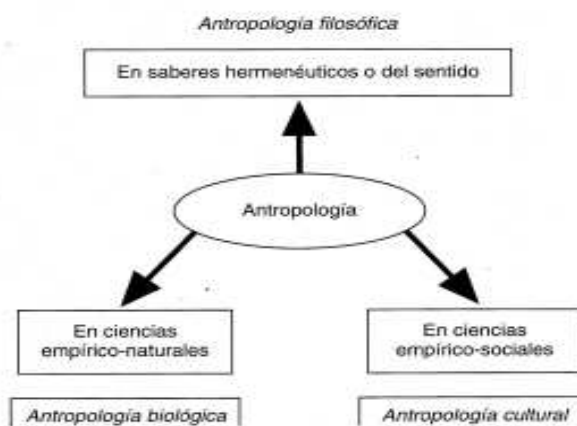 Antropología filosófica
En saberes hermenéuticos o del sentido
Antropología
En ciencias
empírico-naturales
En ciencias
empírico-sociales
Antropología biológica
Antropología cultural